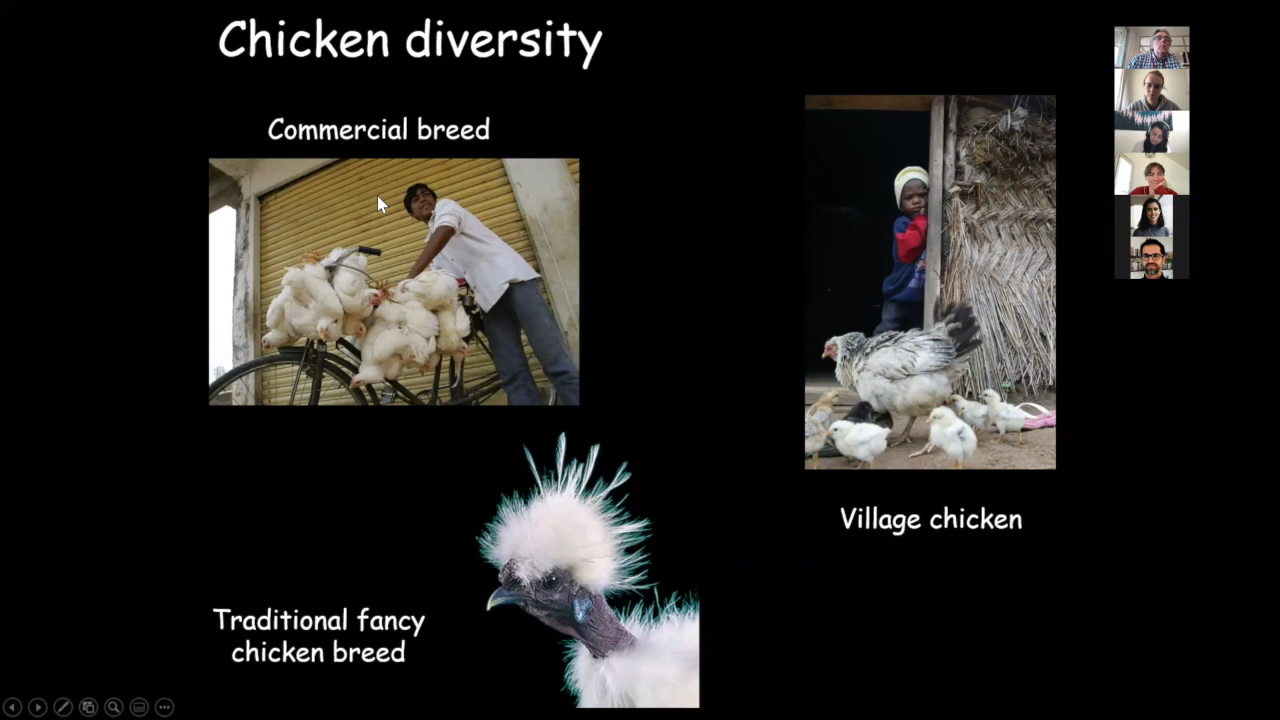 Chicken diversity
Commercial breed
Village chicken
Traditional fancy
chicken breed